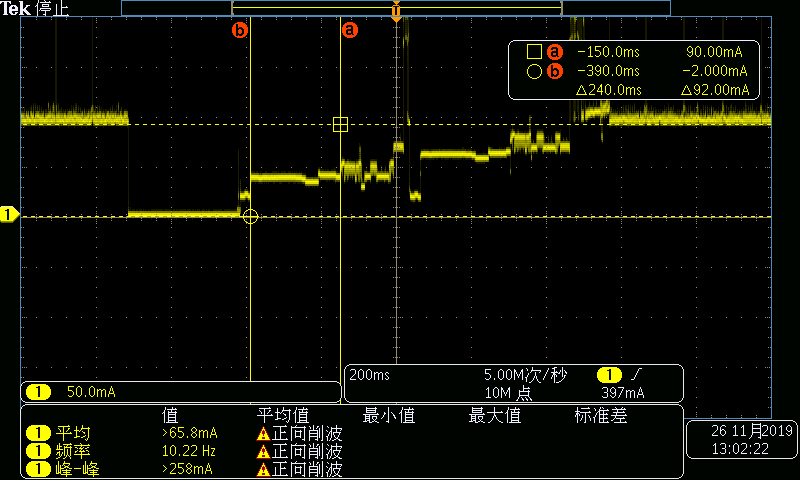 Tek 停止
T
b a
a −150.0ms 90.00mA
b −390.0ms −2.000mA
△240.0ms △92.00mA
1
1 50.0mA
200ms 5.00M次/秒 1
10M 点 397mA
值 平均值 最小值 最大值 标准差
1 平均 >65.8mA 正向削波
1 频率 10.22 Hz 正向削波
1 峰-峰 >258mA 正向削波
26 11月2019
13:02:22